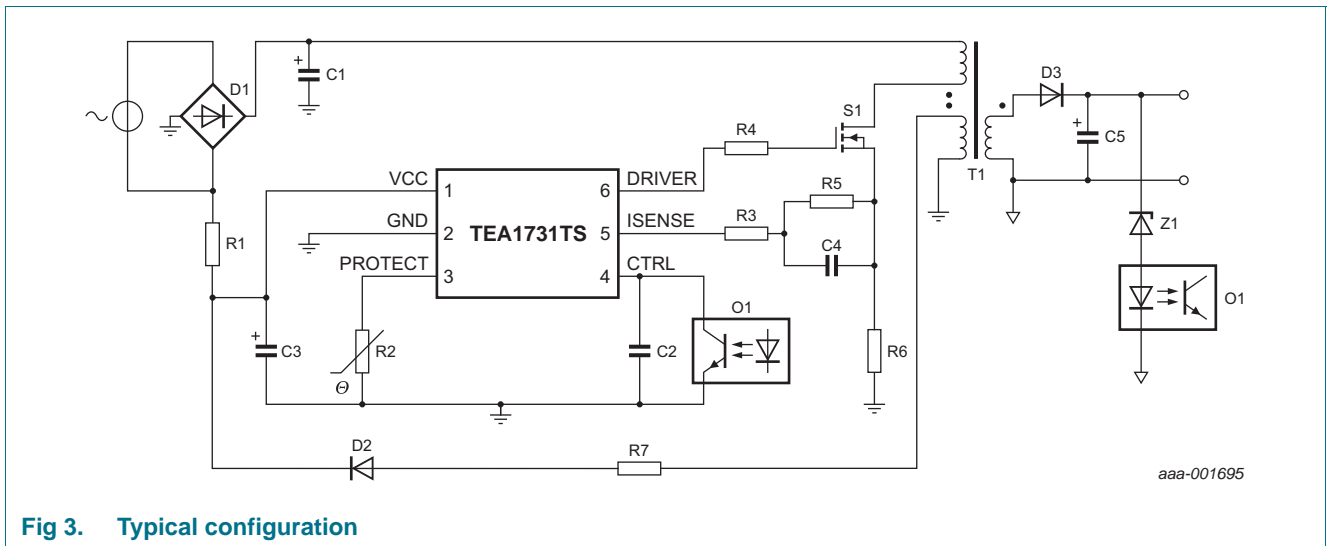 D1
C1
R1
VCC
1
GND
2
PROTECT
3
TEA1731TS
6
DRIVER
5
ISENSE
4
CTRL
R4
S1
R3
R5
C4
R6
T1
D3
C5
Z1
O1
C3
R2
Θ
C2
O1
D2
R7
aaa-001695
Fig 3. Typical configuration